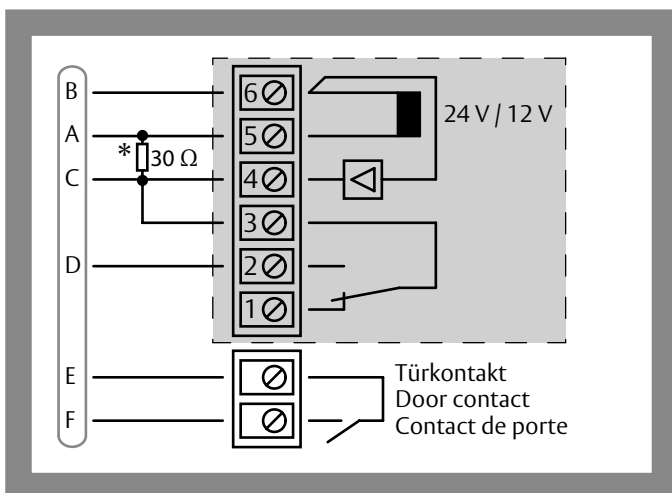 B
6
24 V / 12 V
A
5
* 30 Ω
C
4
3
D
2
1
E
Türkontakt
Door contact
F
Contact de porte